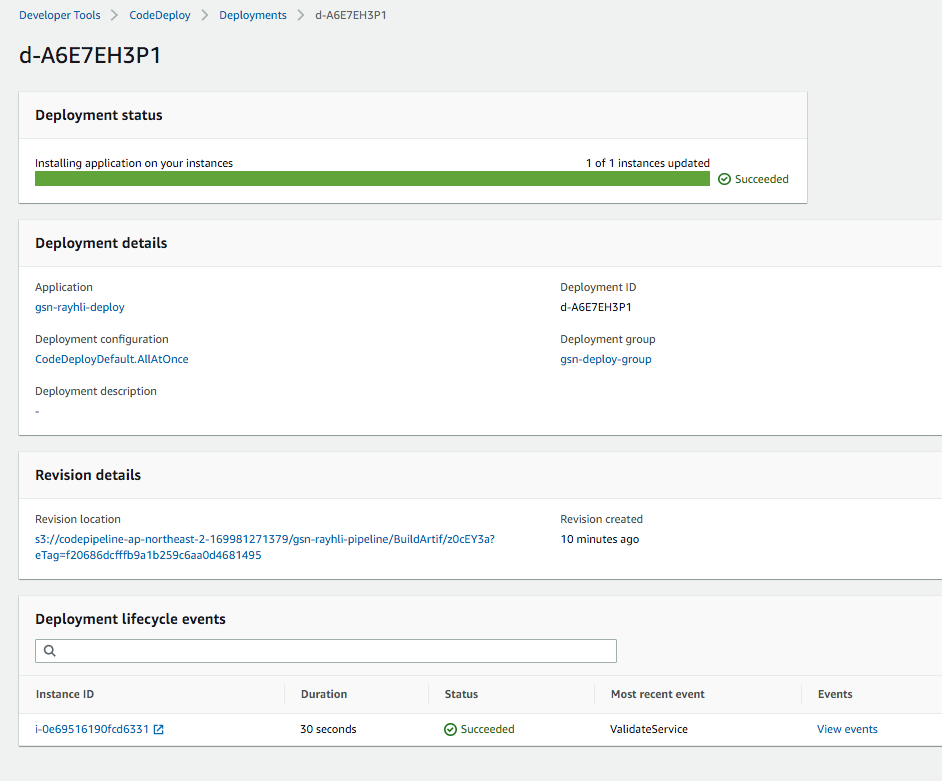 Developer Tools > CodeDeploy > Deployments > d-A6E7EH3P1
d-A6E7EH3P1
Deployment status
Installing application on your instances 1 of 1 instances updated
Succeeded
Deployment details
Application Deployment ID
gsn-rayhli-deploy d-A6E7EH3P1
Deployment configuration Deployment group
CodeDeployDefault.AllAtOnce gsn-deploy-group
Deployment description
-
Revision details
Revision location Revision created
s3://codepipeline-ap-northeast-2-169981271379/gsn-rayhli-pipeline/BuildArtif/z0cEY3a? 10 minutes ago
eTag=f20686dcfffb9a1b259c6aa0d4681495
Deployment lifecycle events
Instance ID Duration Status Most recent event Events
i-0e69516190fcd6331 30 seconds Succeeded ValidateService View events